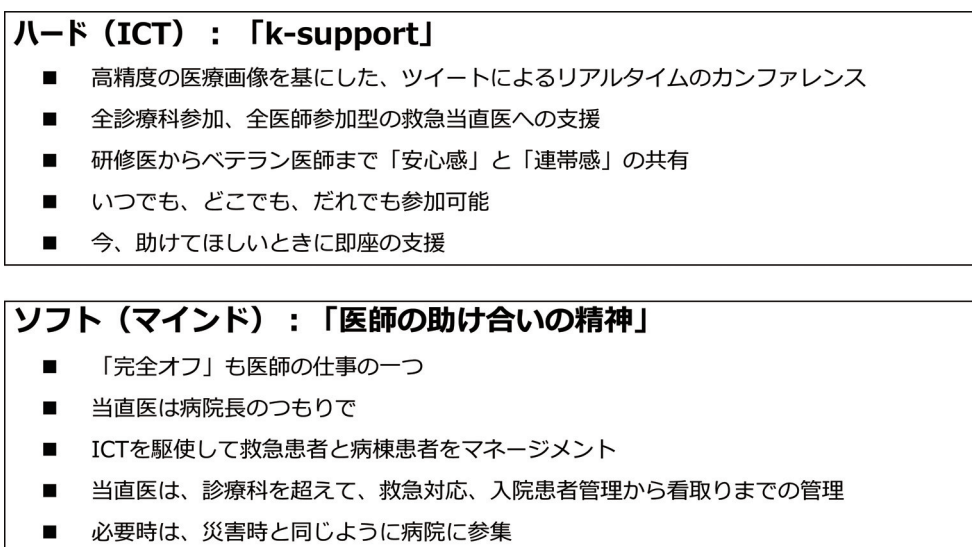 ハード（ICT）：「k-support」
■ 高精度の医療画像を基にした、ツイートによるリアルタイムのカンファレンス
■ 全診療科参加、全医師参加型の救急当直医への支援
■ 研修医からベテラン医師まで「安心感」と「連帯感」の共有
■ いつでも、どこでも、だれでも参加可能
■ 今、助けてほしいときに即座の支援
ソフト（マインド）：「医師の助け合いの精神」
■ 「完全オフ」も医師の仕事の一つ
■ 当直医は病院長のつもりで
■ ICTを駆使して救急患者と病棟患者をマネージメント
■ 当直医は、診療科を超えて、救急対応、入院患者管理から看取りまでの管理
■ 必要時は、災害時と同じように病院に参集